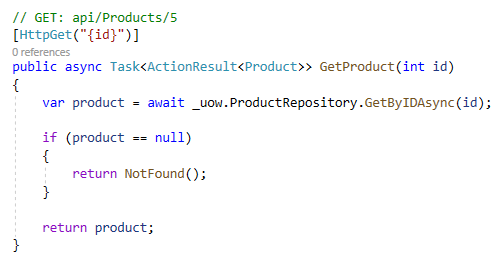 // GET: api/Products/5
[HttpGet("{id}")]
0 references
public async Task<ActionResult<Product>> GetProduct(int id)
{
    var product = await _uow.ProductRepository.GetByIDAsync(id);

    if (product == null)
    {
        return NotFound();
    }

    return product;
}